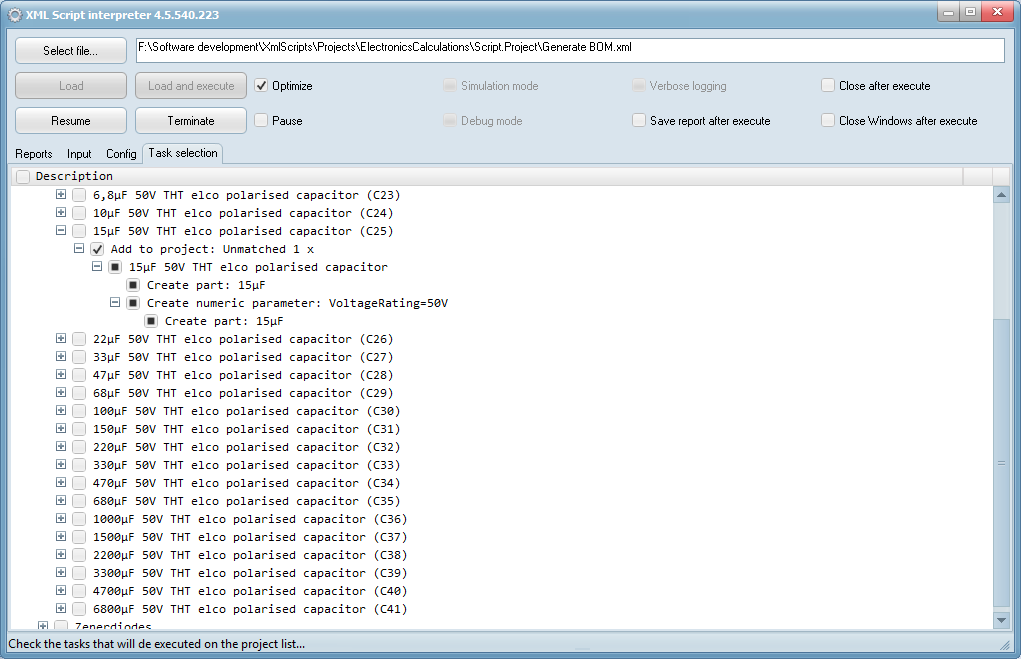 XML Script interpreter 4.5.540.223
Select file...
F:\Software development\XmlScripts\Projects\ElectronicsCalculations\Script.Project\Generate BOM.xml
Load
Load and execute
Optimize
Simulation mode
Verbose logging
Close after execute
Resume
Terminate
Pause
Debug mode
Save report after execute
Close Windows after execute
Reports
Input
Config
Task selection
Description
6,8µF 50V THT elco polarised capacitor (C23)
10µF 50V THT elco polarised capacitor (C24)
15µF 50V THT elco polarised capacitor (C25)
Add to project: Unmatched 1 x
15µF 50V THT elco polarised capacitor
Create part: 15µF
Create numeric parameter: VoltageRating=50V
Create part: 15µF
22µF 50V THT elco polarised capacitor (C26)
33µF 50V THT elco polarised capacitor (C27)
47µF 50V THT elco polarised capacitor (C28)
68µF 50V THT elco polarised capacitor (C29)
100µF 50V THT elco polarised capacitor (C30)
150µF 50V THT elco polarised capacitor (C31)
220µF 50V THT elco polarised capacitor (C32)
330µF 50V THT elco polarised capacitor (C33)
470µF 50V THT elco polarised capacitor (C34)
680µF 50V THT elco polarised capacitor (C35)
1000µF 50V THT elco polarised capacitor (C36)
1500µF 50V THT elco polarised capacitor (C37)
2200µF 50V THT elco polarised capacitor (C38)
3300µF 50V THT elco polarised capacitor (C39)
4700µF 50V THT elco polarised capacitor (C40)
6800µF 50V THT elco polarised capacitor (C41)
Zenerdiodes
Check the tasks that will de executed on the project list...